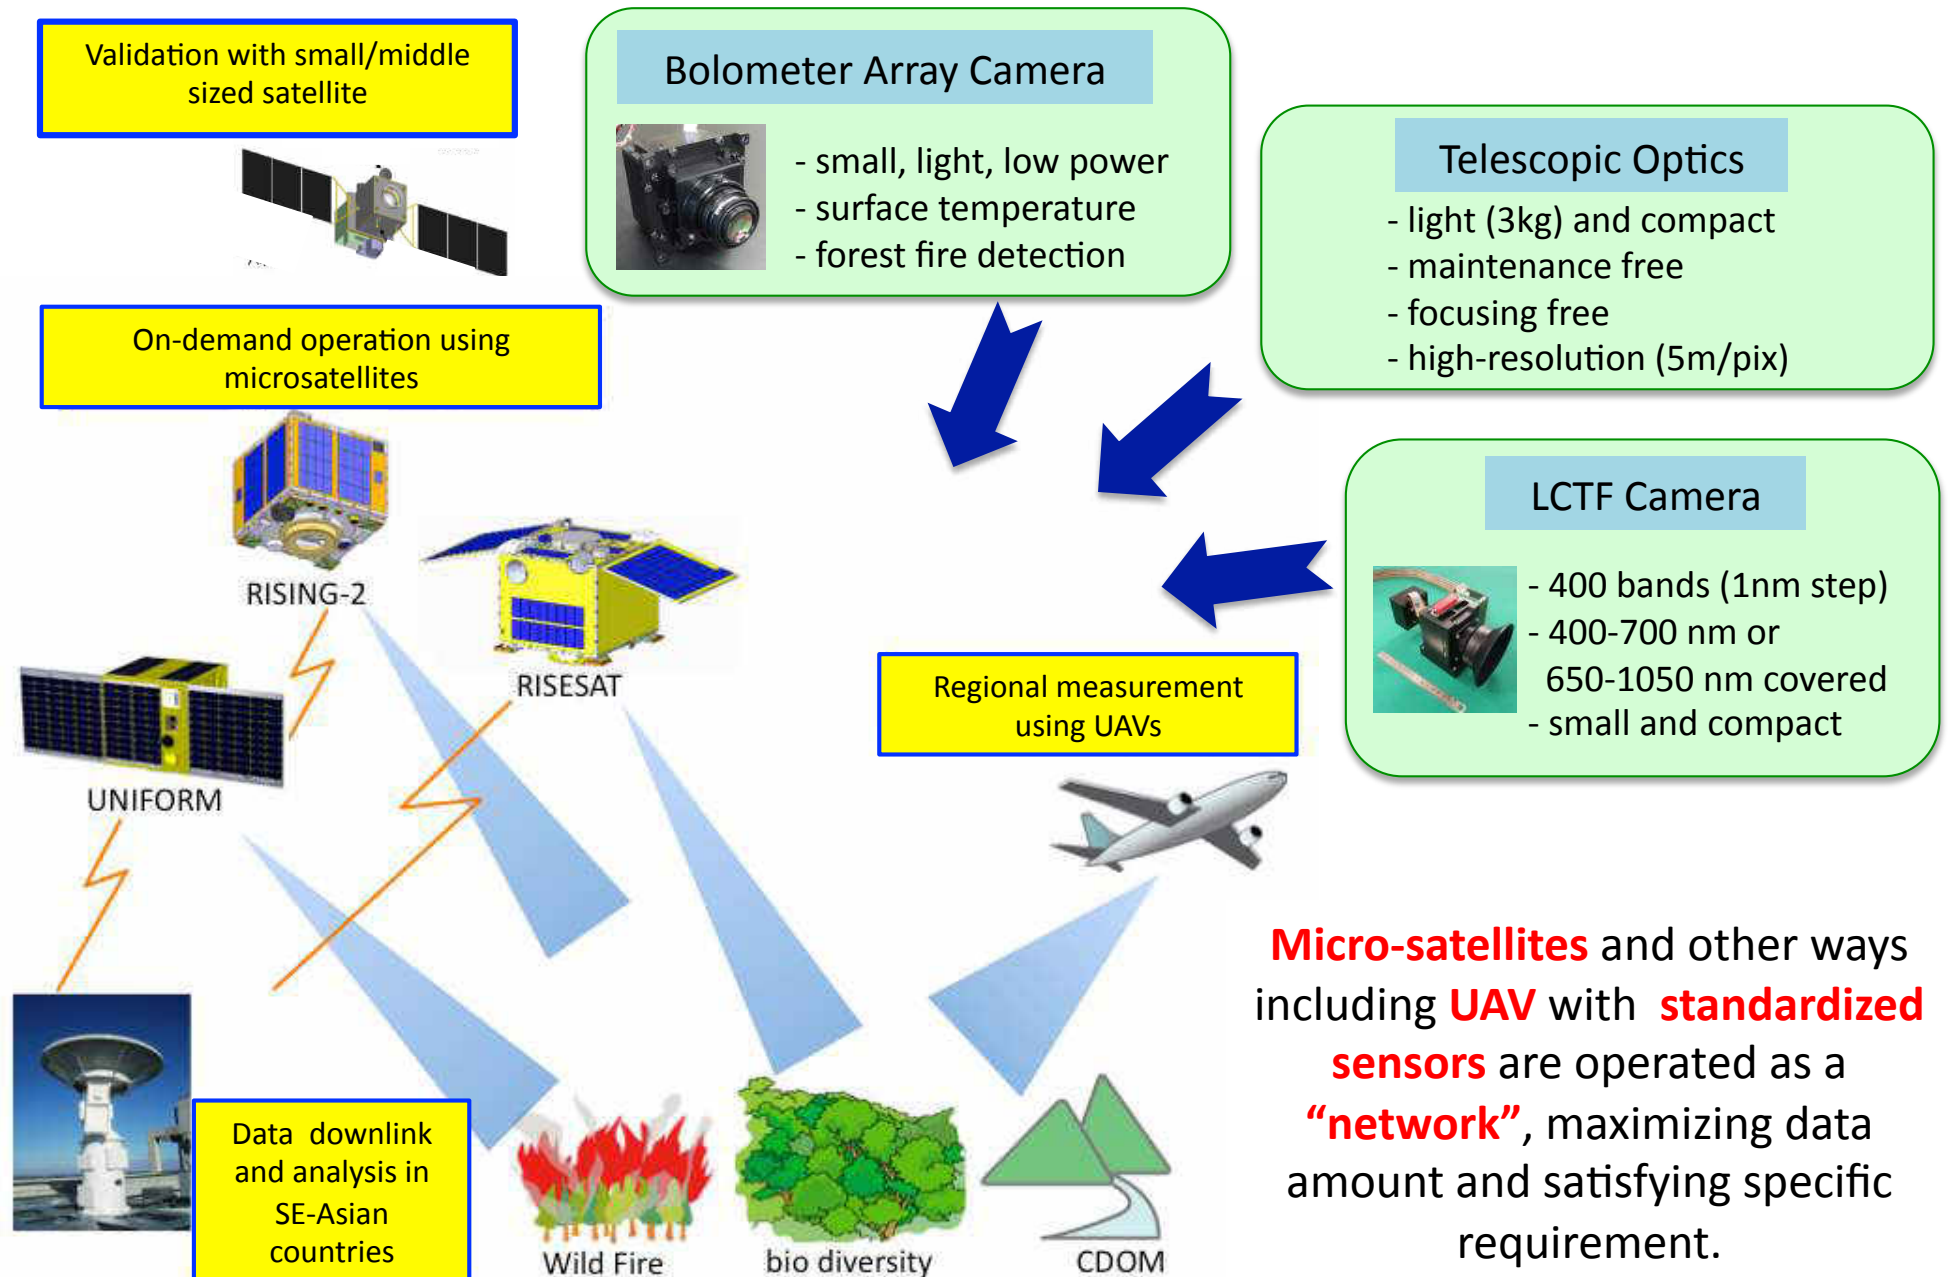 Validation with small/middle
sized satellite
Bolometer Array Camera
- small, light, low power
- surface temperature
- forest fire detection
Telescopic Optics
- light (3kg) and compact
- maintenance free
- focusing free
- high-resolution (5m/pix)
On-demand operation using
microsatellites
LCTF Camera
- 400 bands (1nm step)
- 400-700 nm or
650-1050 nm covered
- small and compact
RISING-2
RISESAT
UNIFORM
Regional measurement
using UAVs
Micro-satellites and other ways
including UAV with standardized
sensors are operated as a
“network”, maximizing data
amount and satisfying specific
requirement.
Data downlink
and analysis in
SE-Asian
countries
Wild Fire
bio diversity
CDOM